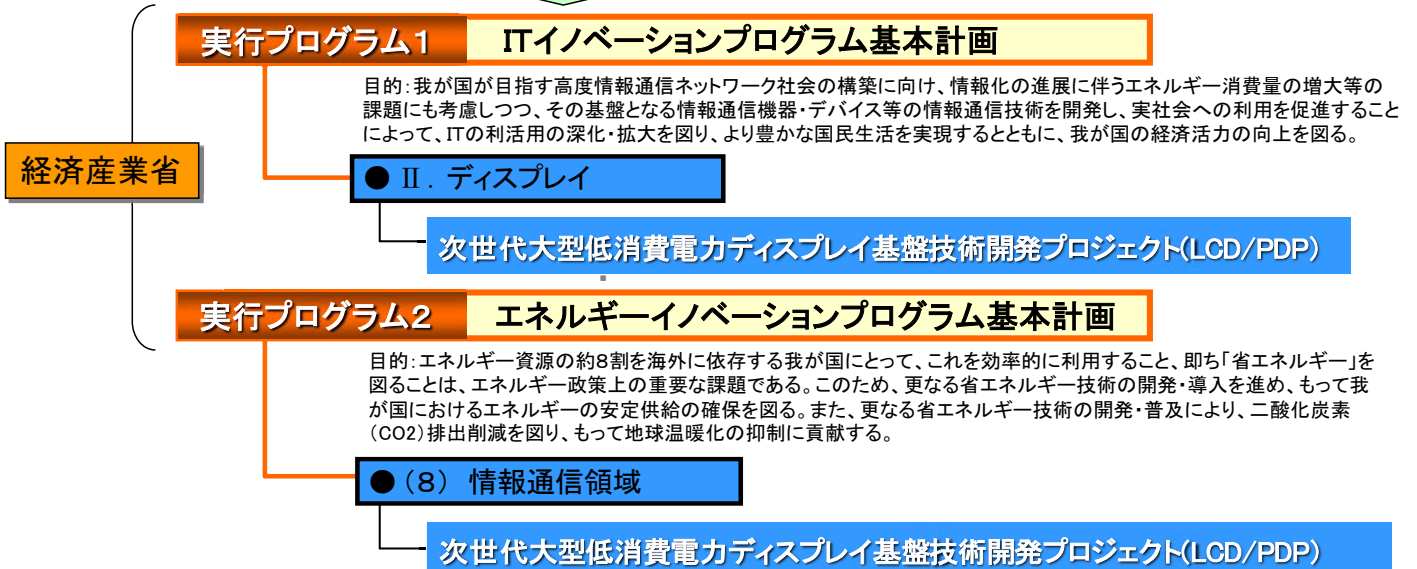 実行プログラム1 ITイノベーションプログラム基本計画
目的：我が国が目指す高度情報通信ネットワーク社会の構築に向け、情報化の進展に伴うエネルギー消費量の増大等の
課題にも考慮しつつ、その基盤となる情報通信機器・デバイス等の情報通信技術を開発し、実社会への利用を促進すること
によって、ITの利活用の深化・拡大を図り、より豊かな国民生活を実現するとともに、我が国の経済活力の向上を図る。
経済産業省
● Ⅱ．ディスプレイ
次世代大型低消費電力ディスプレイ基盤技術開発プロジェクト(LCD/PDP)
実行プログラム2 エネルギーイノベーションプログラム基本計画
目的：エネルギー資源の約8割を海外に依存する我が国にとって、これを効率的に利用すること、即ち「省エネルギー」を
図ることは、エネルギー政策上の重要な課題である。このため、更なる省エネルギー技術の開発・導入を進め、もって我
が国におけるエネルギーの安定供給の確保を図る。また、更なる省エネルギー技術の開発・普及により、二酸化炭素
（CO2）排出削減を図り、もって地球温暖化の抑制に貢献する。
●（８） 情報通信領域
次世代大型低消費電力ディスプレイ基盤技術開発プロジェクト(LCD/PDP)